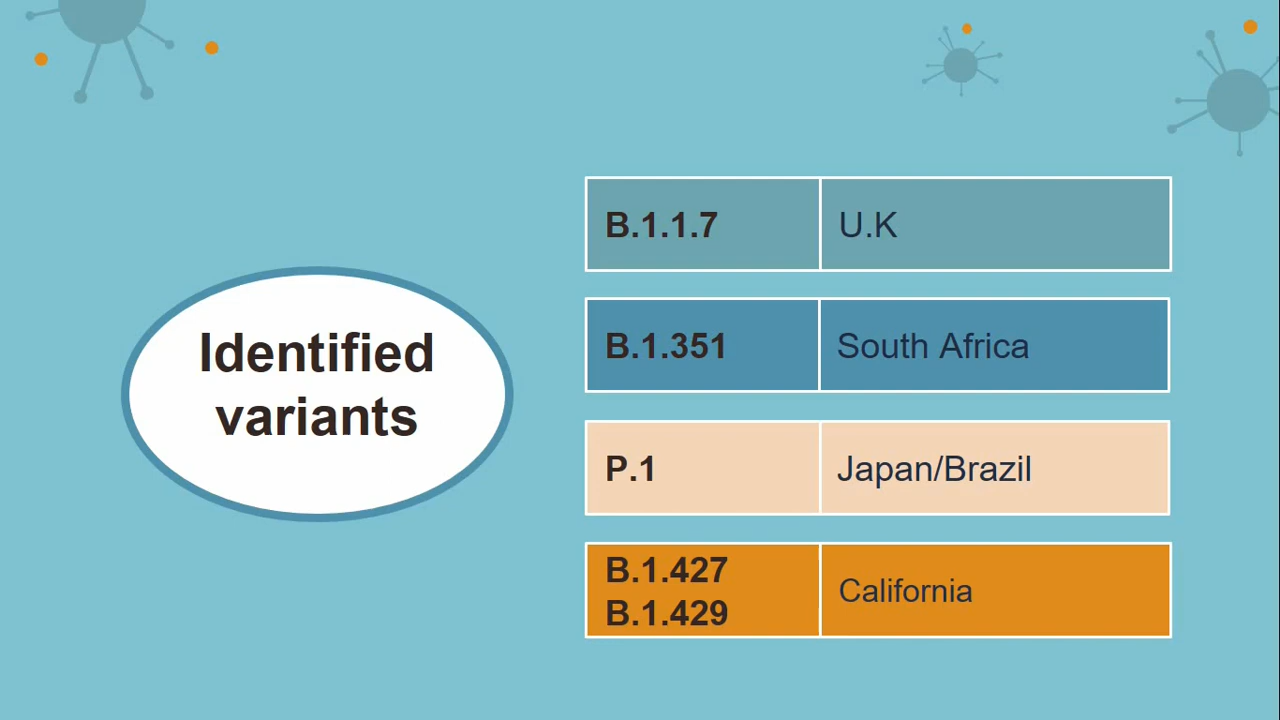 Identified
variants
B.1.1.7 U.K
B.1.351 South Africa
P.1 Japan/Brazil
B.1.427
B.1.429
California